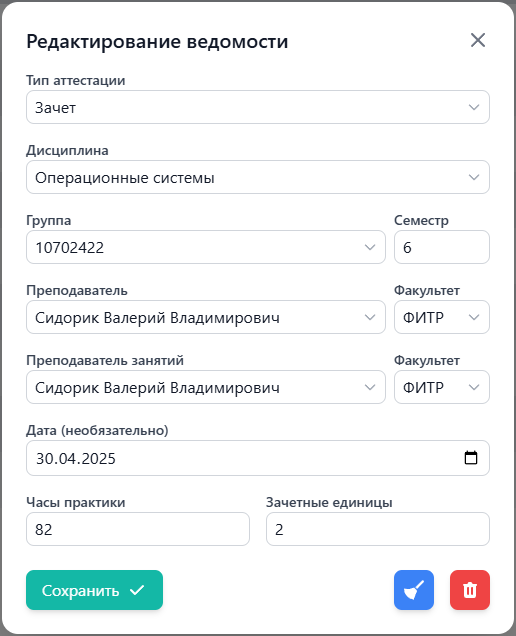 Редактирование ведомости
Тип аттестации
Зачет
Дисциплина
Операционные системы
Группа
Семестр
10702422
6
Преподаватель
Факультет
Сидорик Валерий Владимирович
ФИТР
Преподаватель занятий
Факультет
Сидорик Валерий Владимирович
ФИТР
Дата (необязательно)
30.04.2025
Часы практики
Зачетные единицы
82
2
Сохранить